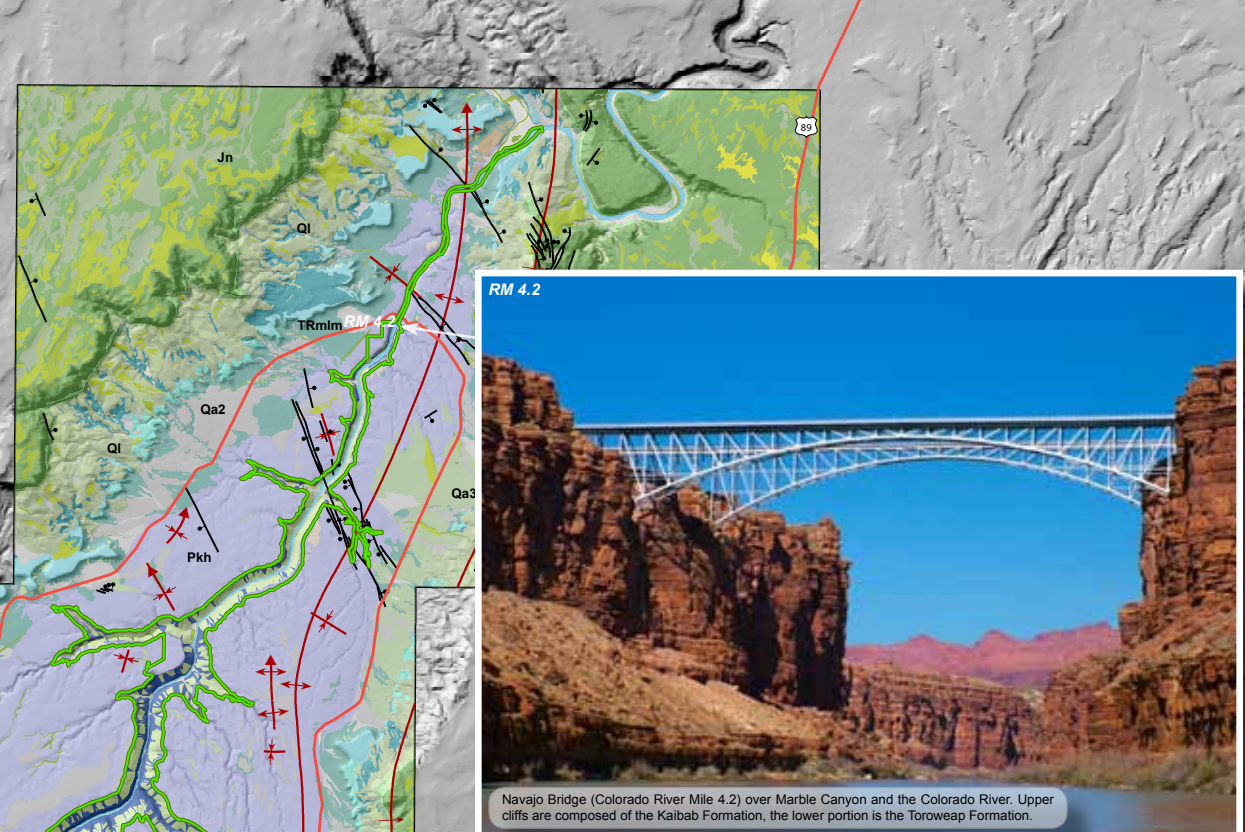 89
Jn
Ql
TRmlm
RM 4.2
Qa2
Ql
Qa3
Pkh
RM 4.2
Navajo Bridge (Colorado River Mile 4.2) over Marble Canyon and the Colorado River. Upper
cliffs are composed of the Kaibab Formation, the lower portion is the Toroweap Formation.